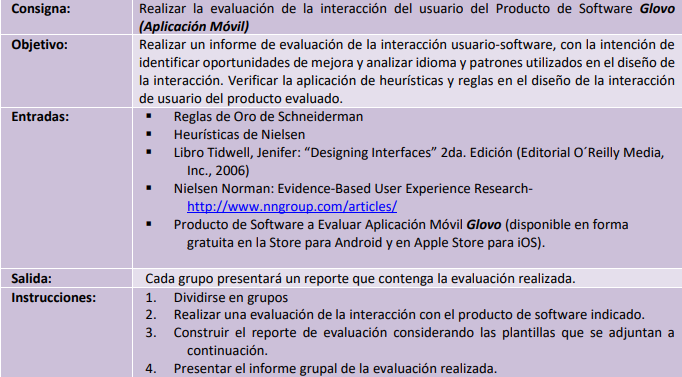 Consigna:
Realizar la evaluación de la interacción del usuario del Producto de Software Glovo
(Aplicación Móvil)
Objetivo:
Realizar un informe de evaluación de la interacción usuario-software, con la intención de
identificar oportunidades de mejora y analizar idioma y patrones utilizados en el diseño de
la interacción. Verificar la aplicación de heurísticas y reglas en el diseño de la interacción
de usuario del producto evaluado.
Entradas:
▪ Reglas de Oro de Schneiderman
▪ Heurísticas de Nielsen
▪ Libro Tidwell, Jenifer: “Designing Interfaces” 2da. Edición (Editorial O´Reilly Media,
Inc., 2006)
▪ Nielsen Norman: Evidence-Based User Experience Research-
http://www.nngroup.com/articles/
▪ Producto de Software a Evaluar Aplicación Móvil Glovo (disponible en forma
gratuita en la Store para Android y en Apple Store para iOS).
Salida:
Cada grupo presentará un reporte que contenga la evaluación realizada.
Instrucciones:
1. Dividirse en grupos
2. Realizar una evaluación de la interacción con el producto de software indicado.
3. Construir el reporte de evaluación considerando las plantillas que se adjuntan a
continuación.
4. Presentar el informe grupal de la evaluación realizada.